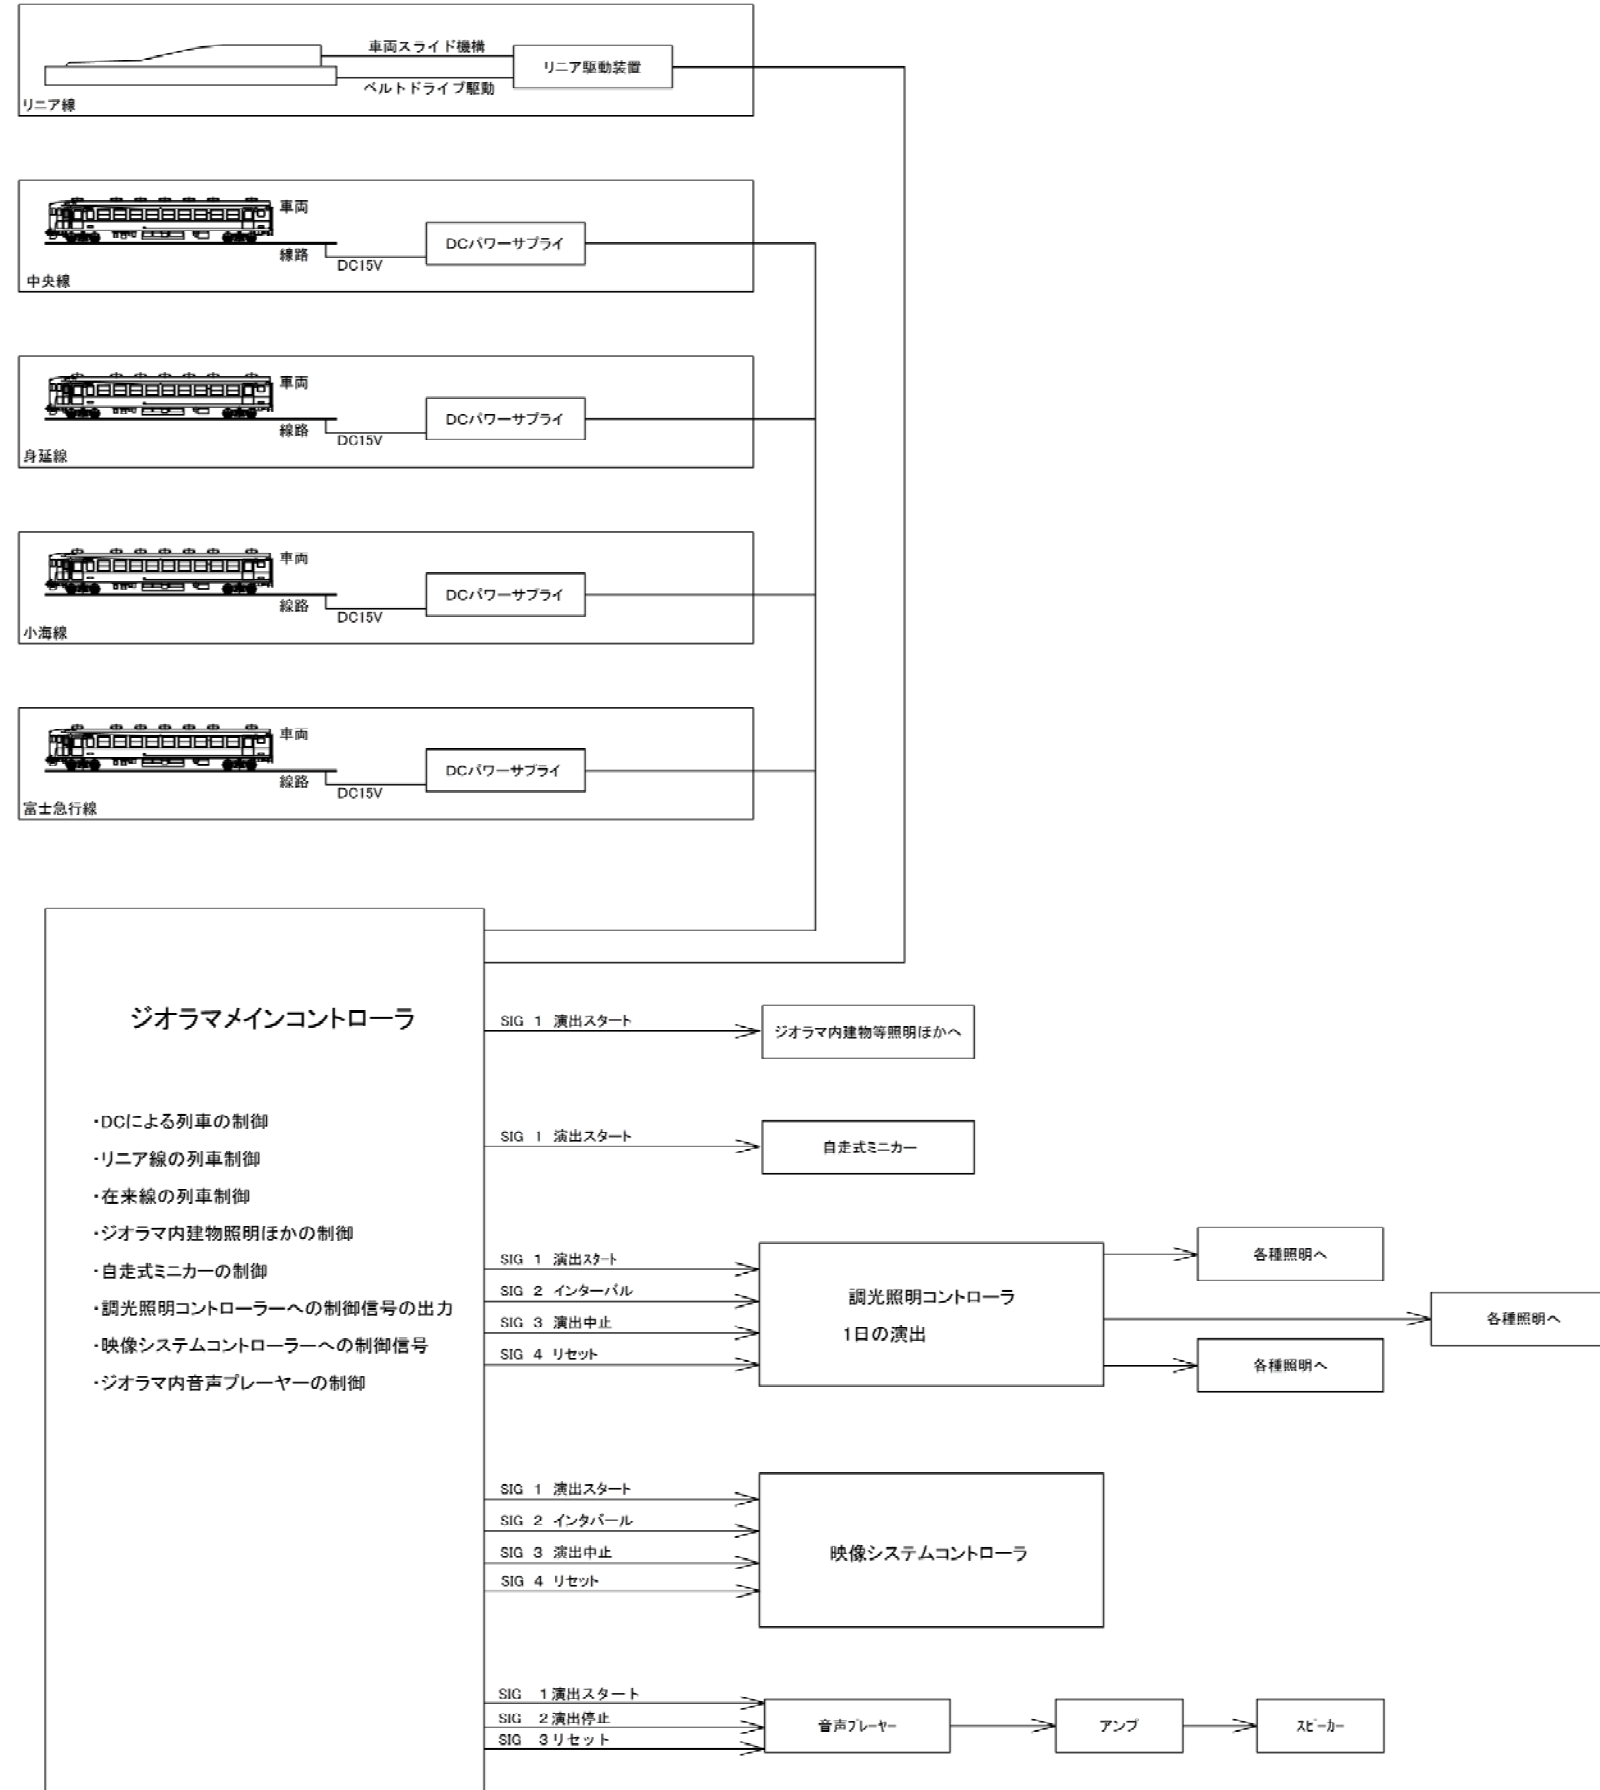 車両スライド機構
リニア駆動装置
ベルトドライブ駆動
リニア線
車両
DCパワーサプライ
線路
DC15V
中央線
車両
DCパワーサプライ
線路
DC15V
身延線
車両
DCパワーサプライ
線路
DC15V
小海線
車両
DCパワーサプライ
線路
DC15V
富士急行線
ジオラマメインコントローラ
・DCによる列車の制御
・リニア線の列車制御
・在来線の列車制御
・ジオラマ内建物照明ほかの制御
・自走式ミニカーの制御
・調光照明コントローラーへの制御信号の出力
・映像システムコントローラーへの制御信号
・ジオラマ内音声プレーヤーの制御
SIG 1 演出スタート
ジオラマ内建物等照明ほかへ
SIG 1 演出スタート
自走式ミニカー
SIG 1 演出スタート
SIG 2 インターバル
SIG 3 演出中止
SIG 4 リセット
調光照明コントローラ
1日の演出
各種照明へ
各種照明へ
各種照明へ
SIG 1 演出スタート
SIG 2 インタバール
SIG 3 演出中止
SIG 4 リセット
映像システムコントローラ
SIG 1演出スタート
SIG 2演出停止
SIG 3リセット
音声プレーヤー
アンプ
スピーカー